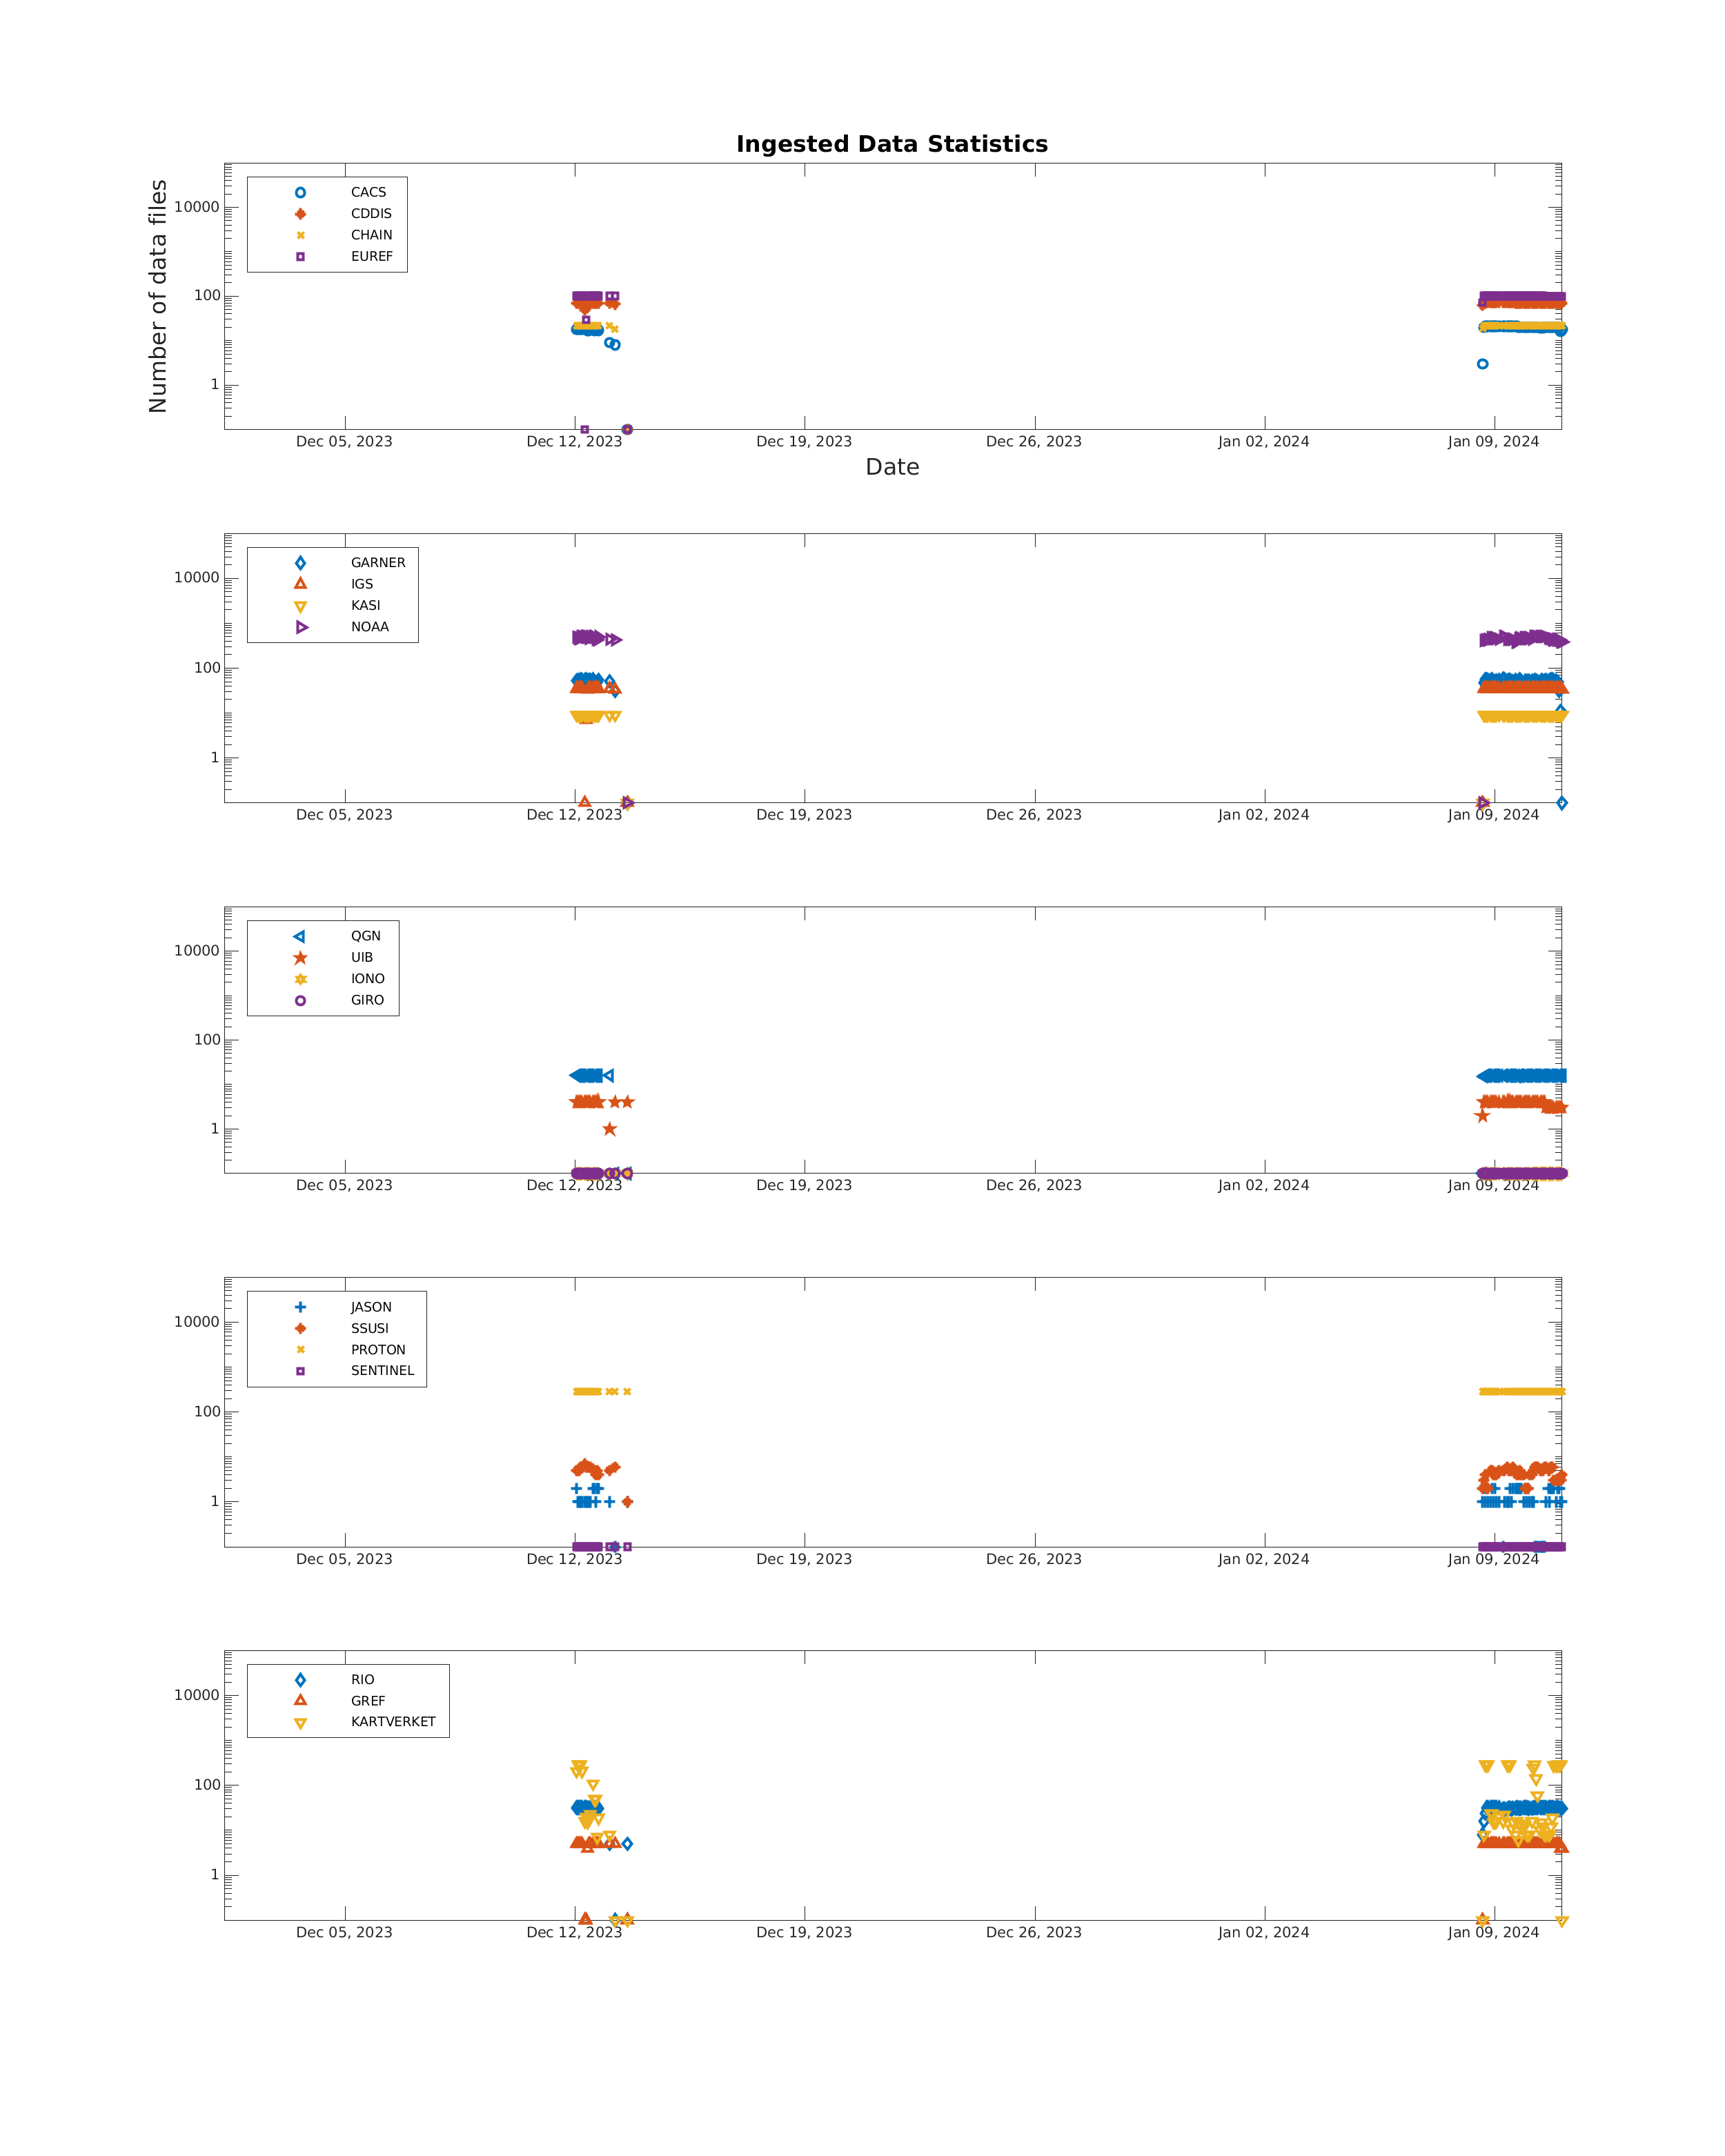 Ingested Data Statistics
Number of data files
10000
100
1
CACS
CDDIS
CHAIN
EUREF
Dec 05, 2023 Dec 12, 2023 Dec 19, 2023 Dec 26, 2023 Jan 02, 2024 Jan 09, 2024
Date
10000
100
1
GARNER
IGS
KASI
NOAA
Dec 05, 2023 Dec 12, 2023 Dec 19, 2023 Dec 26, 2023 Jan 02, 2024 Jan 09, 2024
10000
100
1
QGN
UIB
IONO
GIRO
Dec 05, 2023 Dec 12, 2023 Dec 19, 2023 Dec 26, 2023 Jan 02, 2024 Jan 09, 2024
10000
100
1
JASON
SSUSI
PROTON
SENTINEL
Dec 05, 2023 Dec 12, 2023 Dec 19, 2023 Dec 26, 2023 Jan 02, 2024 Jan 09, 2024
10000
100
1
RIO
GREF
KARTVERKET
Dec 05, 2023 Dec 12, 2023 Dec 19, 2023 Dec 26, 2023 Jan 02, 2024 Jan 09, 2024